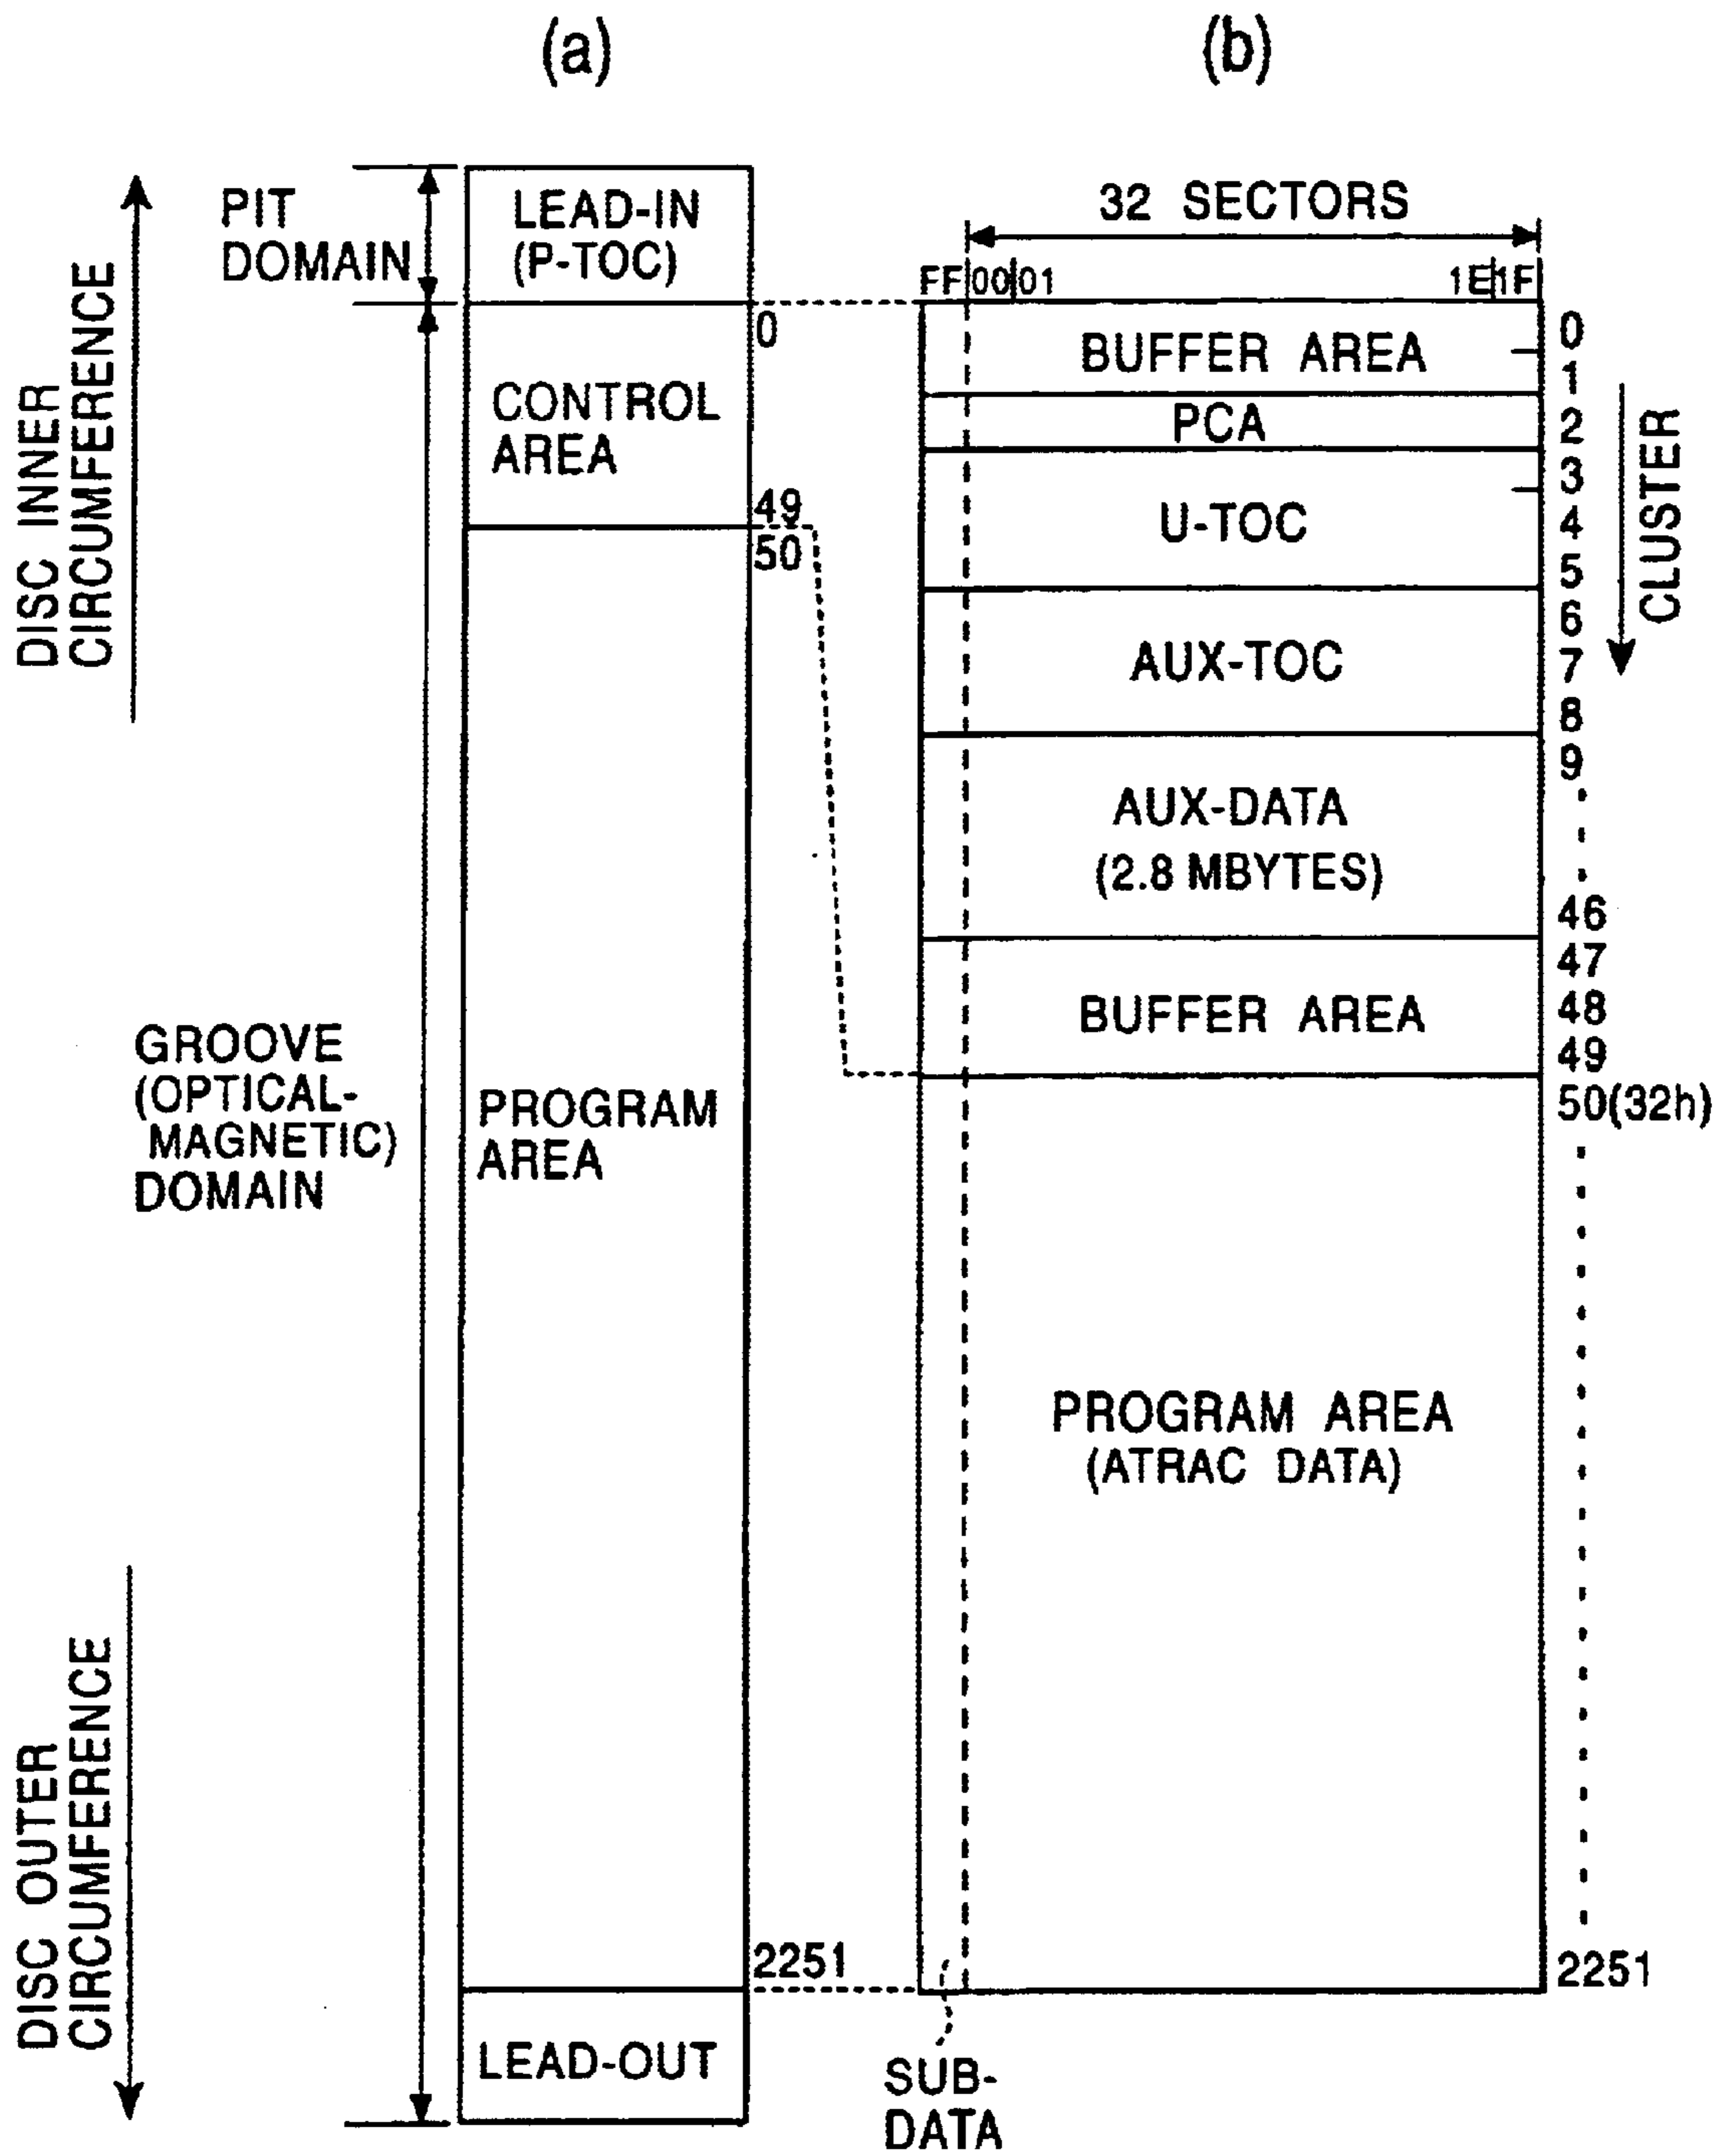 (a)
(b)
DISC INNER
CIRCUMFERENCE
PIT
DOMAIN
LEAD-IN
(P-TOC)
0
CONTROL
AREA
49
50
GROOVE
(OPTICAL-
MAGNETIC)
DOMAIN
PROGRAM
AREA
2251
LEAD-OUT
DISC OUTER
CIRCUMFERENCE
32 SECTORS
FF 00 01 1E 1F
BUFFER AREA
PCA
U-TOC
AUX-TOC
AUX-DATA
(2.8 MBYTES)
BUFFER AREA
PROGRAM AREA
(ATRAC DATA)
0
1
2
3
4
5
6
7
8
9
46
47
48
49
50(32h)
2251
CLUSTER
SUB-
DATA